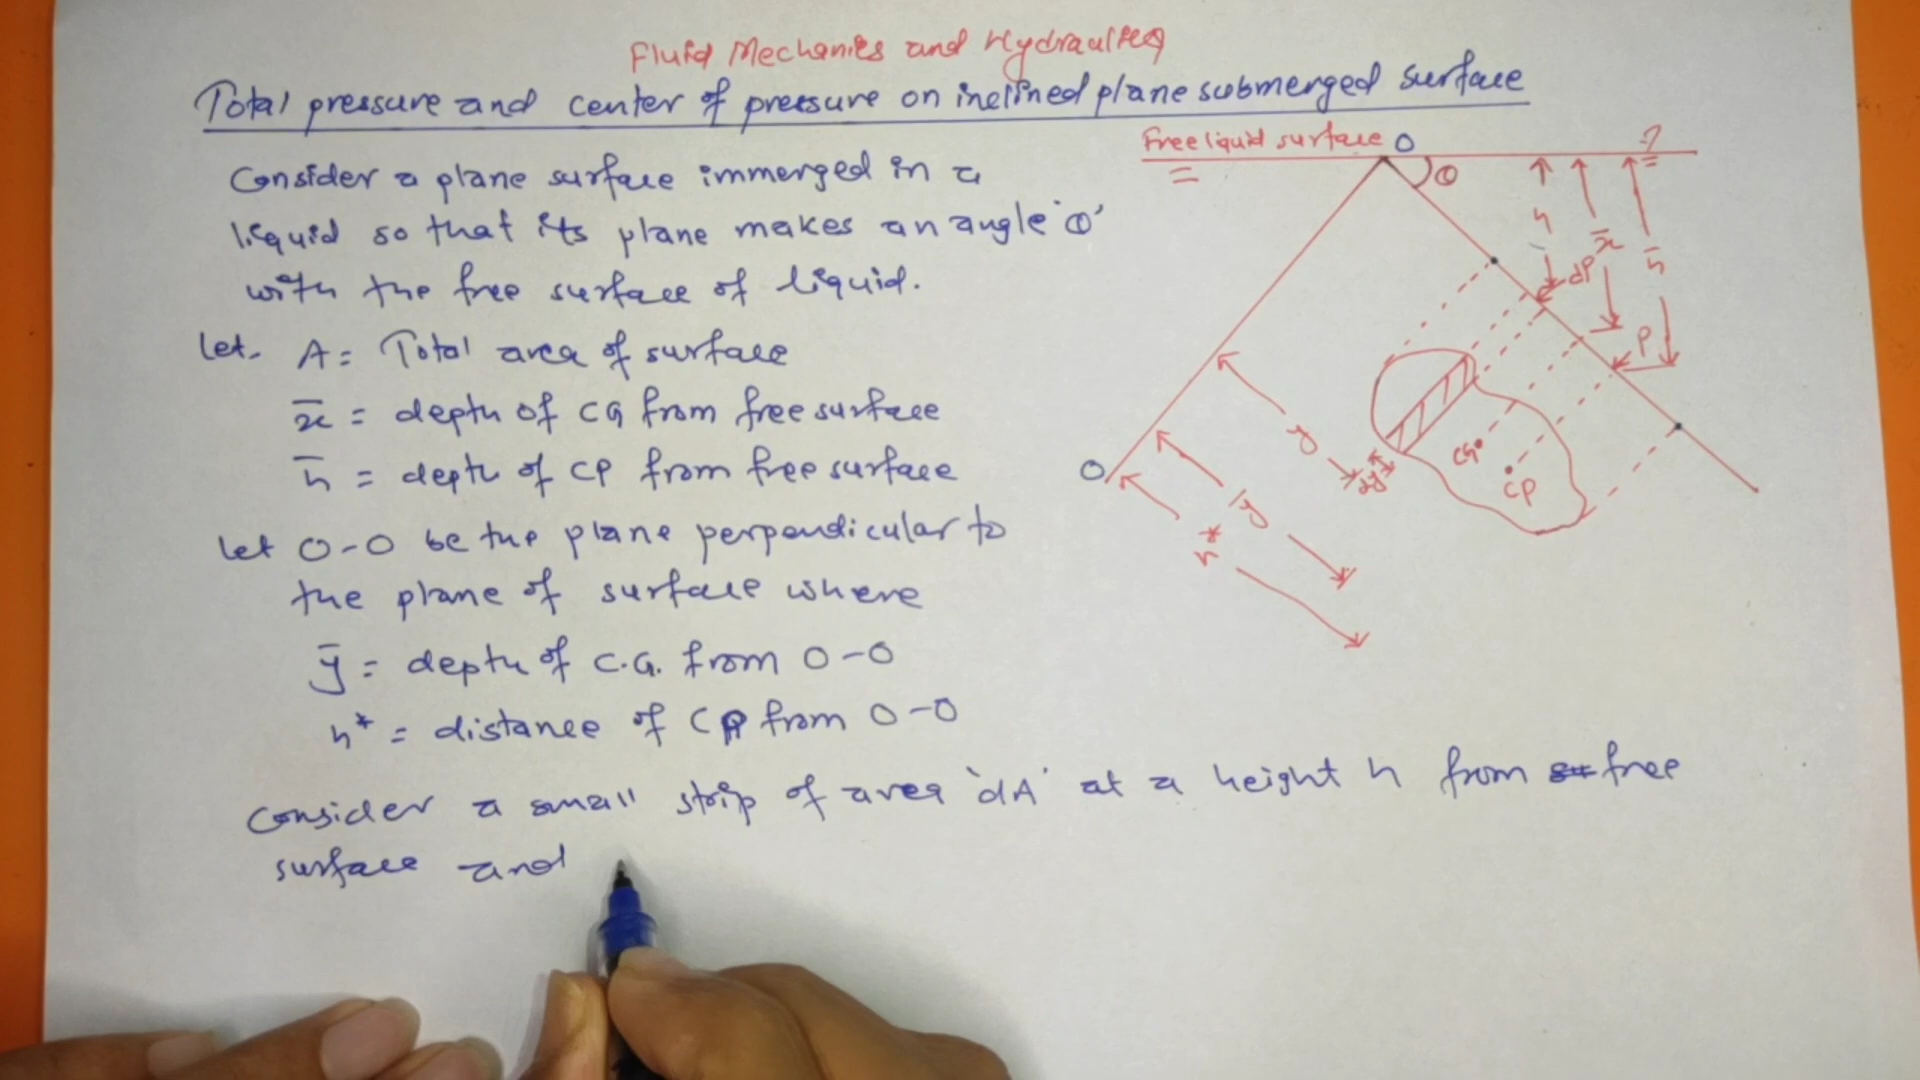 Fluid Mechanics and Hydraulics
Total pressure and center of pressure on inclined plane submerged surface
Consider a plane surface immerged in a
liquid so that its plane makes an angle 'θ'
with the free surface of liquid.
Let- A = Total area of surface
x̄ = depth of CG from free surface
h̄ = depth of CP from free surface
Let O-O be the plane perpendicular to
the plane of surface where
ȳ = depth of C.G. from O-O
h* = distance of CP from O-O
Consider a small strip of area 'dA' at a height h from free
surface and
Free liquid surface O
θ
h
x̄
h̄
dP
P
O
y
dy
ȳ
h*
CG
CP